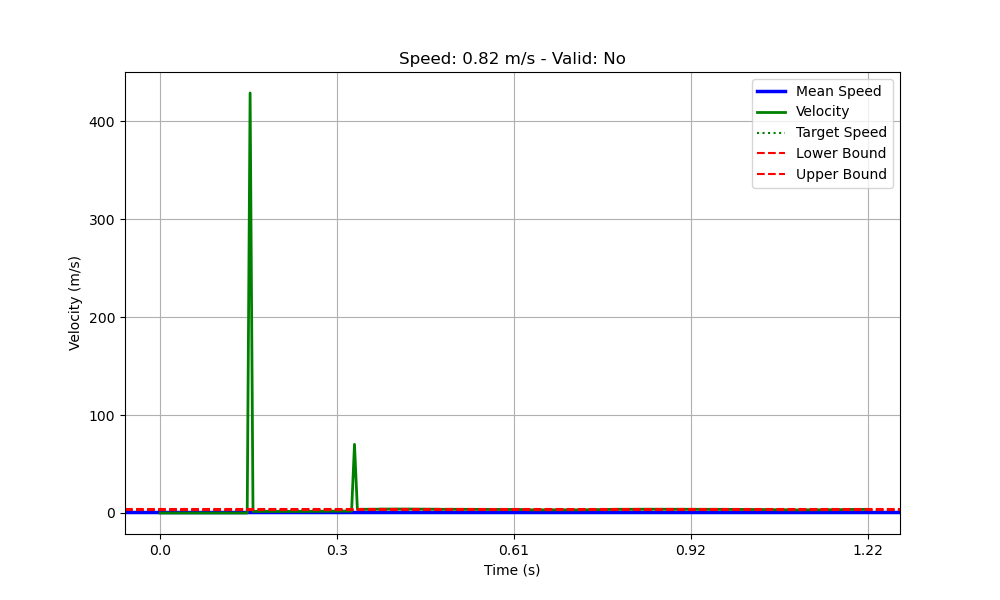 Speed: 0.82 m/s - Valid: No
Mean Speed
Velocity
Target Speed
Lower Bound
Upper Bound
Velocity (m/s)
400
300
200
100
0
0.0
0.3
0.61
0.92
1.22
Time (s)